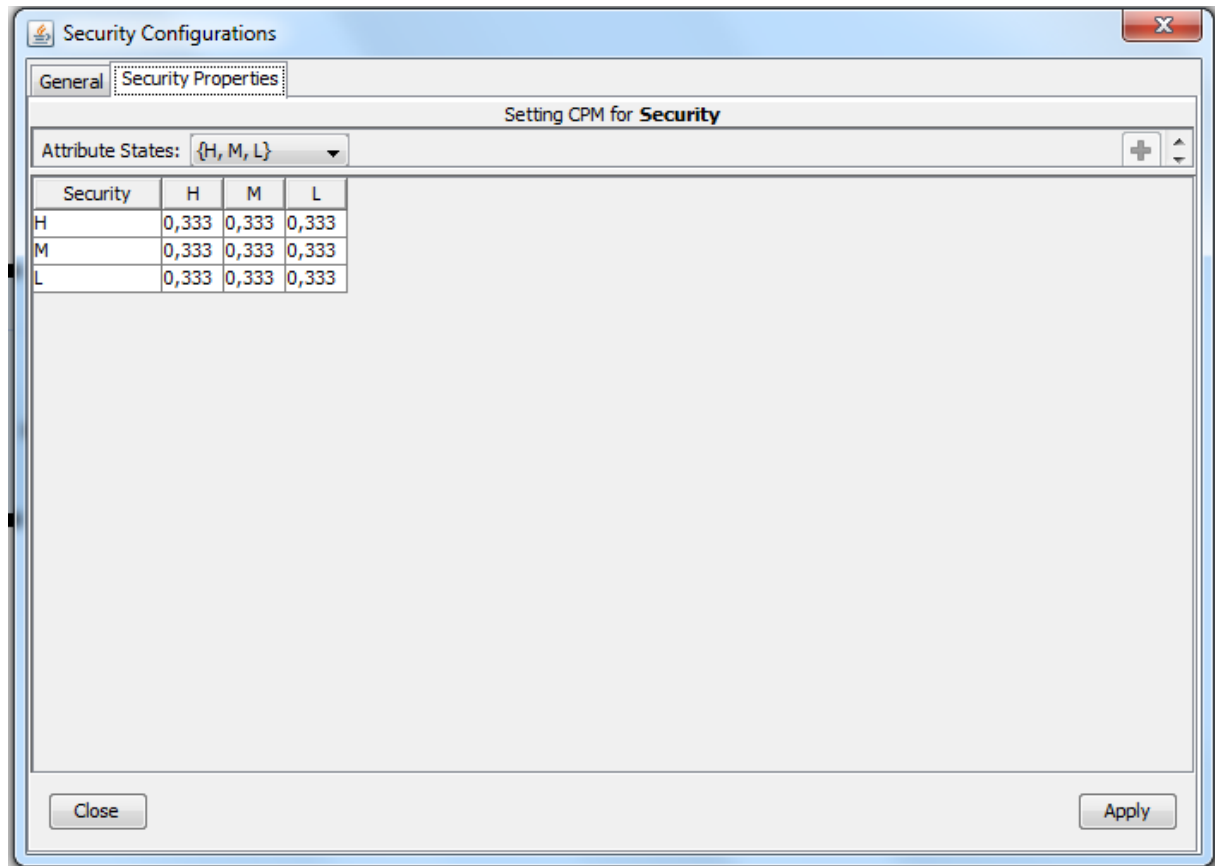 Security Configurations
General Security Properties
Setting CPM for Security
Attribute States: {H, M, L}
Security H M L
H 0,333 0,333 0,333
M 0,333 0,333 0,333
L 0,333 0,333 0,333
Close Apply